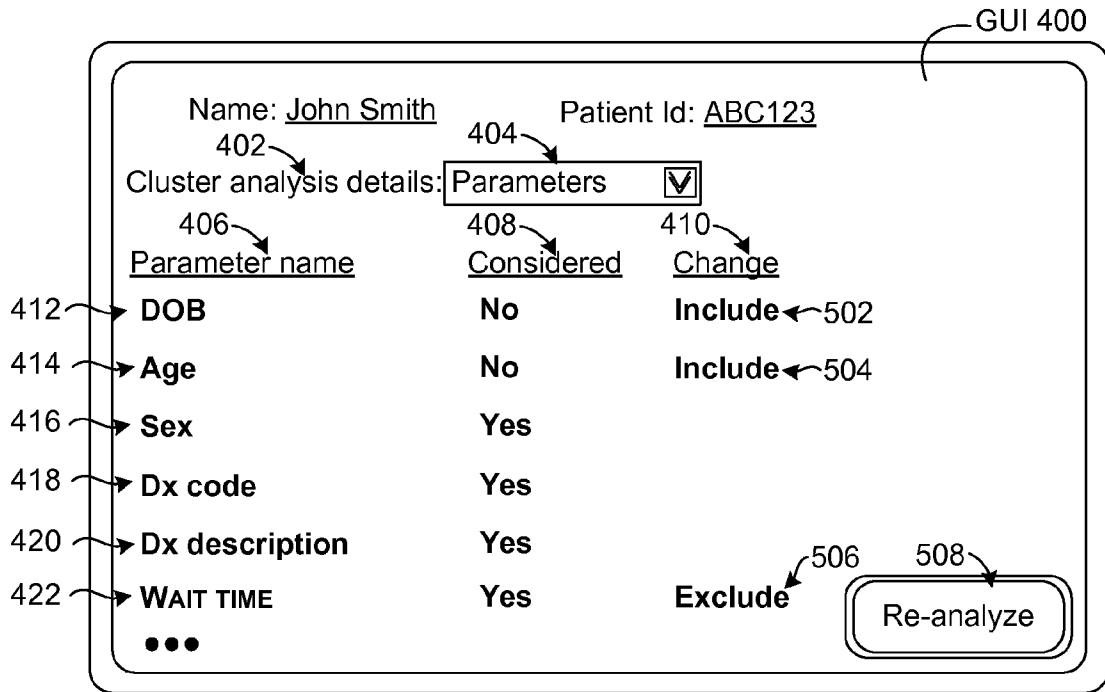 GUI 400
Name: John Smith Patient Id: ABC123
402 404
Cluster analysis details: Parameters
406 408 410
Parameter name Considered Change
412 DOB No Include 502
414 Age No Include 504
416 Sex Yes
418 Dx code Yes
420 Dx description Yes
506 508
422 WAIT TIME Yes Exclude Re-analyze
•••